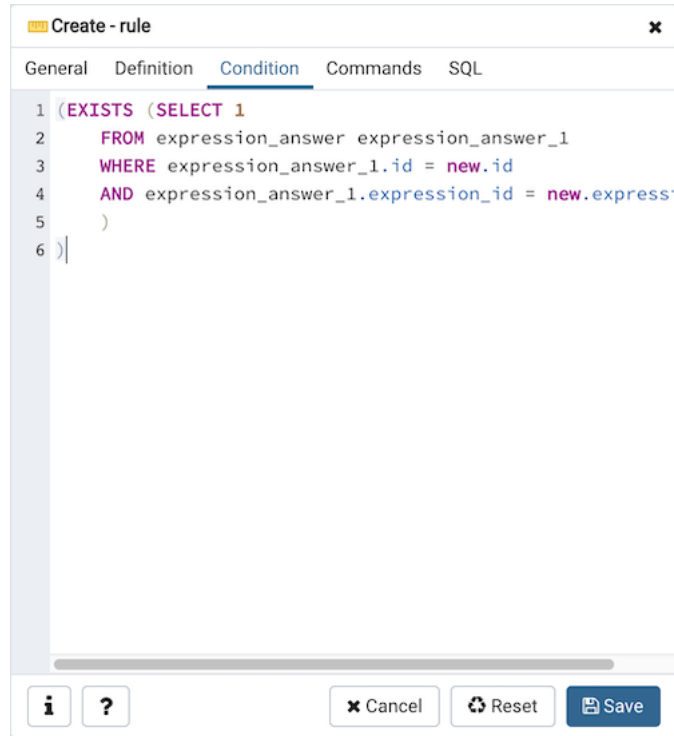 Create - rule
General Definition Condition Commands SQL
1 (EXISTS (SELECT 1
2 FROM expression_answer expression_answer_1
3 WHERE expression_answer_1.id = new.id
4 AND expression_answer_1.expression_id = new.express
5 )
6 )
i ? Cancel Reset Save